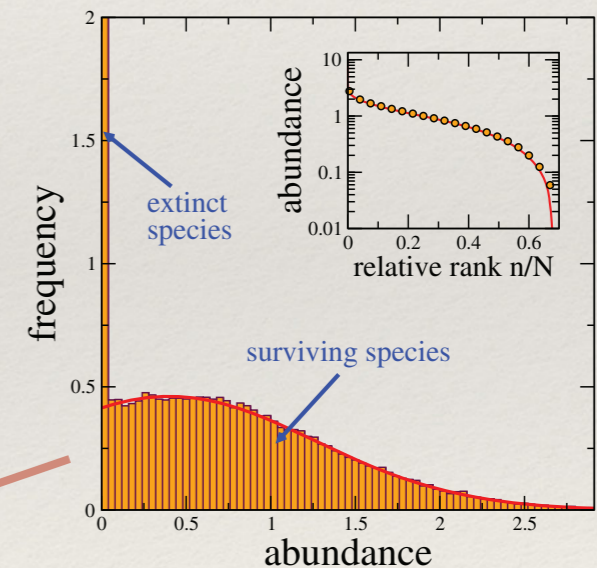 2
1.5
1
0.5
0
frequency
0 0.5 1 1.5 2 2.5
abundance
extinct
species
surviving species
10
1
0.1
0.01
abundance
0 0.2 0.4 0.6
relative rank n/N